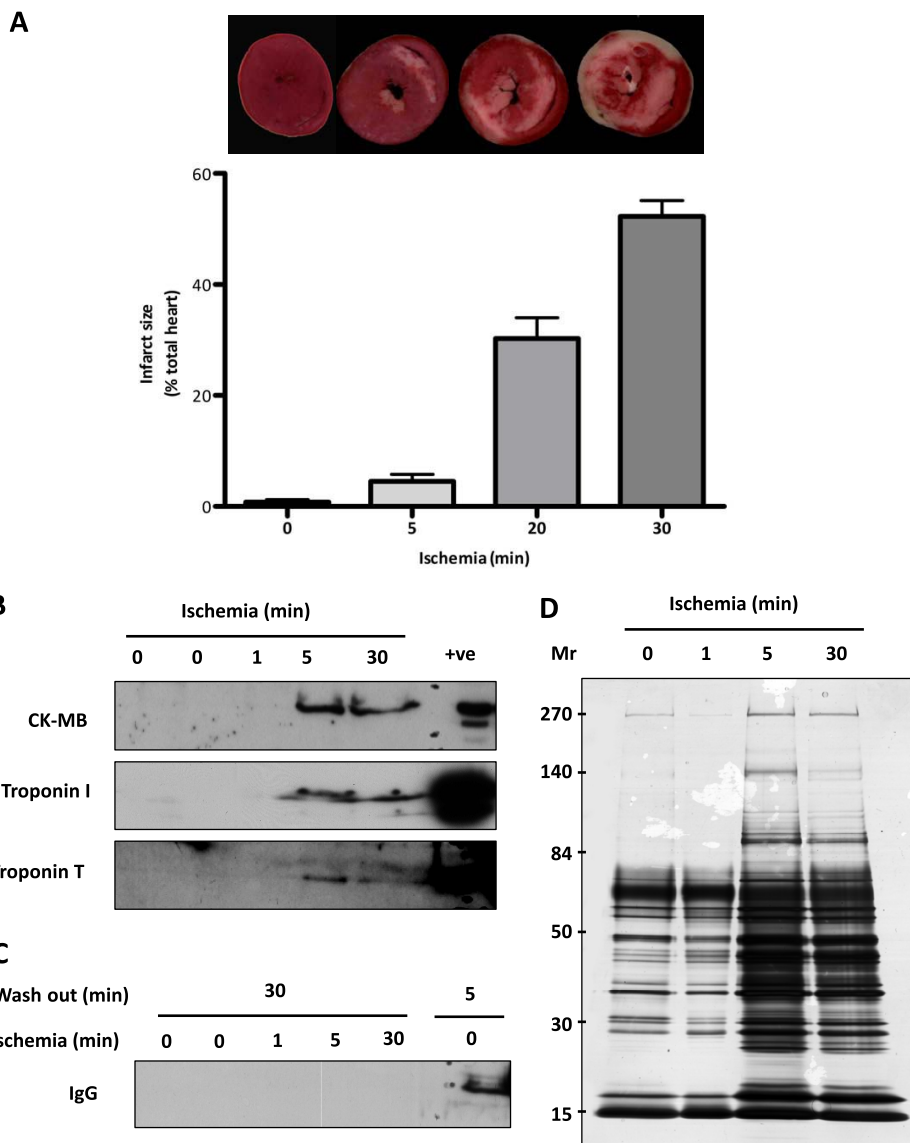 A
60
40
20
0
Infarct size
(% total heart)
0 5 20 30
Ischemia (min)
B
Ischemia (min)
0 0 1 5 30 +ve
CK-MB
Troponin I
roponin T
C
Wash out (min) 30 5
schemia (min) 0 0 1 5 30 0
IgG
D
Ischemia (min)
Mr 0 1 5 30
270
140
84
50
30
15